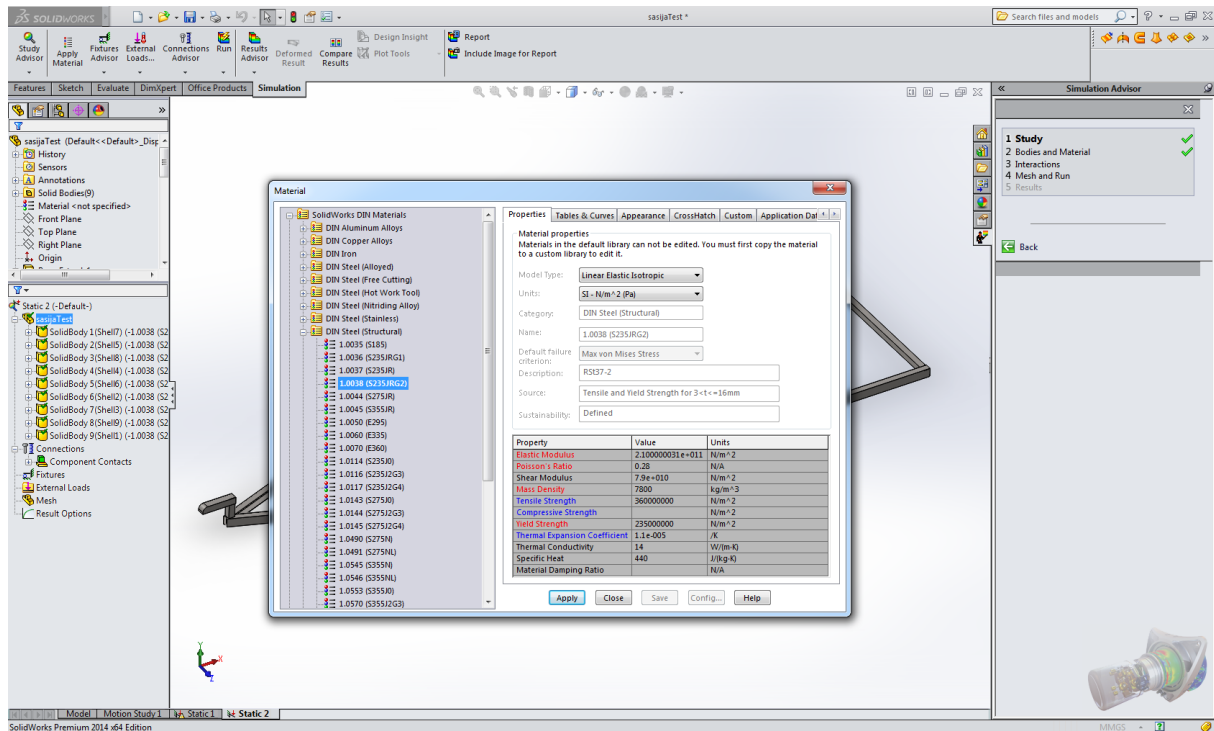 SOLIDWORKS
sasijaTest *
Search files and models
Study Advisor
Apply Material
Fixtures Advisor
External Loads...
Connections Advisor
Run
Results Advisor
Deformed Result
Compare Results
Design Insight
Plot Tools
Report
Include Image for Report
Features Sketch Evaluate DimXpert Office Products Simulation
sasijaTest (Default<<Default>_Disp
History
Sensors
Annotations
Solid Bodies(9)
Material <not specified>
Front Plane
Top Plane
Right Plane
Origin
Static 2 (-Default-)
sasijaTest
SolidBody 1(Shell7) (-1.0038 (S2
SolidBody 2(Shell5) (-1.0038 (S2
SolidBody 3(Shell8) (-1.0038 (S2
SolidBody 4(Shell4) (-1.0038 (S2
SolidBody 5(Shell6) (-1.0038 (S2
SolidBody 6(Shell2) (-1.0038 (S2
SolidBody 7(Shell3) (-1.0038 (S2
SolidBody 8(Shell9) (-1.0038 (S2
SolidBody 9(Shell1) (-1.0038 (S2
Connections
Component Contacts
Fixtures
External Loads
Mesh
Result Options
Material
SolidWorks DIN Materials
DIN Aluminum Alloys
DIN Copper Alloys
DIN Iron
DIN Steel (Alloyed)
DIN Steel (Free Cutting)
DIN Steel (Hot Work Tool)
DIN Steel (Nitriding Alloy)
DIN Steel (Stainless)
DIN Steel (Structural)
1.0035 (S185)
1.0036 (S235JRG1)
1.0037 (S235JR)
1.0038 (S235JRG2)
1.0044 (S275JR)
1.0045 (S355JR)
1.0050 (E295)
1.0060 (E335)
1.0070 (E360)
1.0114 (S235J0)
1.0116 (S235J2G3)
1.0117 (S235J2G4)
1.0143 (S275J0)
1.0144 (S275J2G3)
1.0145 (S275J2G4)
1.0490 (S275N)
1.0491 (S275NL)
1.0545 (S355N)
1.0546 (S355NL)
1.0553 (S355J0)
1.0570 (S355J2G3)
Properties Tables & Curves Appearance CrossHatch Custom Application Dat
Material properties
Materials in the default library can not be edited. You must first copy the material
to a custom library to edit it.
Model Type: Linear Elastic Isotropic
Units: SI - N/m^2 (Pa)
Category: DIN Steel (Structural)
Name: 1.0038 (S235JRG2)
Default failure criterion: Max von Mises Stress
Description: RSt37-2
Source: Tensile and Yield Strength for 3<t<=16mm
Sustainability: Defined
Property Value Units
Elastic Modulus 2.100000031e+011 N/m^2
Poisson's Ratio 0.28 N/A
Shear Modulus 7.9e+010 N/m^2
Mass Density 7800 kg/m^3
Tensile Strength 360000000 N/m^2
Compressive Strength N/m^2
Yield Strength 235000000 N/m^2
Thermal Expansion Coefficient 1.1e-005 /K
Thermal Conductivity 14 W/(m·K)
Specific Heat 440 J/(kg·K)
Material Damping Ratio N/A
Apply Close Save Config... Help
Simulation Advisor
1 Study
2 Bodies and Material
3 Interactions
4 Mesh and Run
5 Results
Back
Y
X
Z
Model Motion Study 1 Static 1 Static 2
SolidWorks Premium 2014 x64 Edition
MMGS